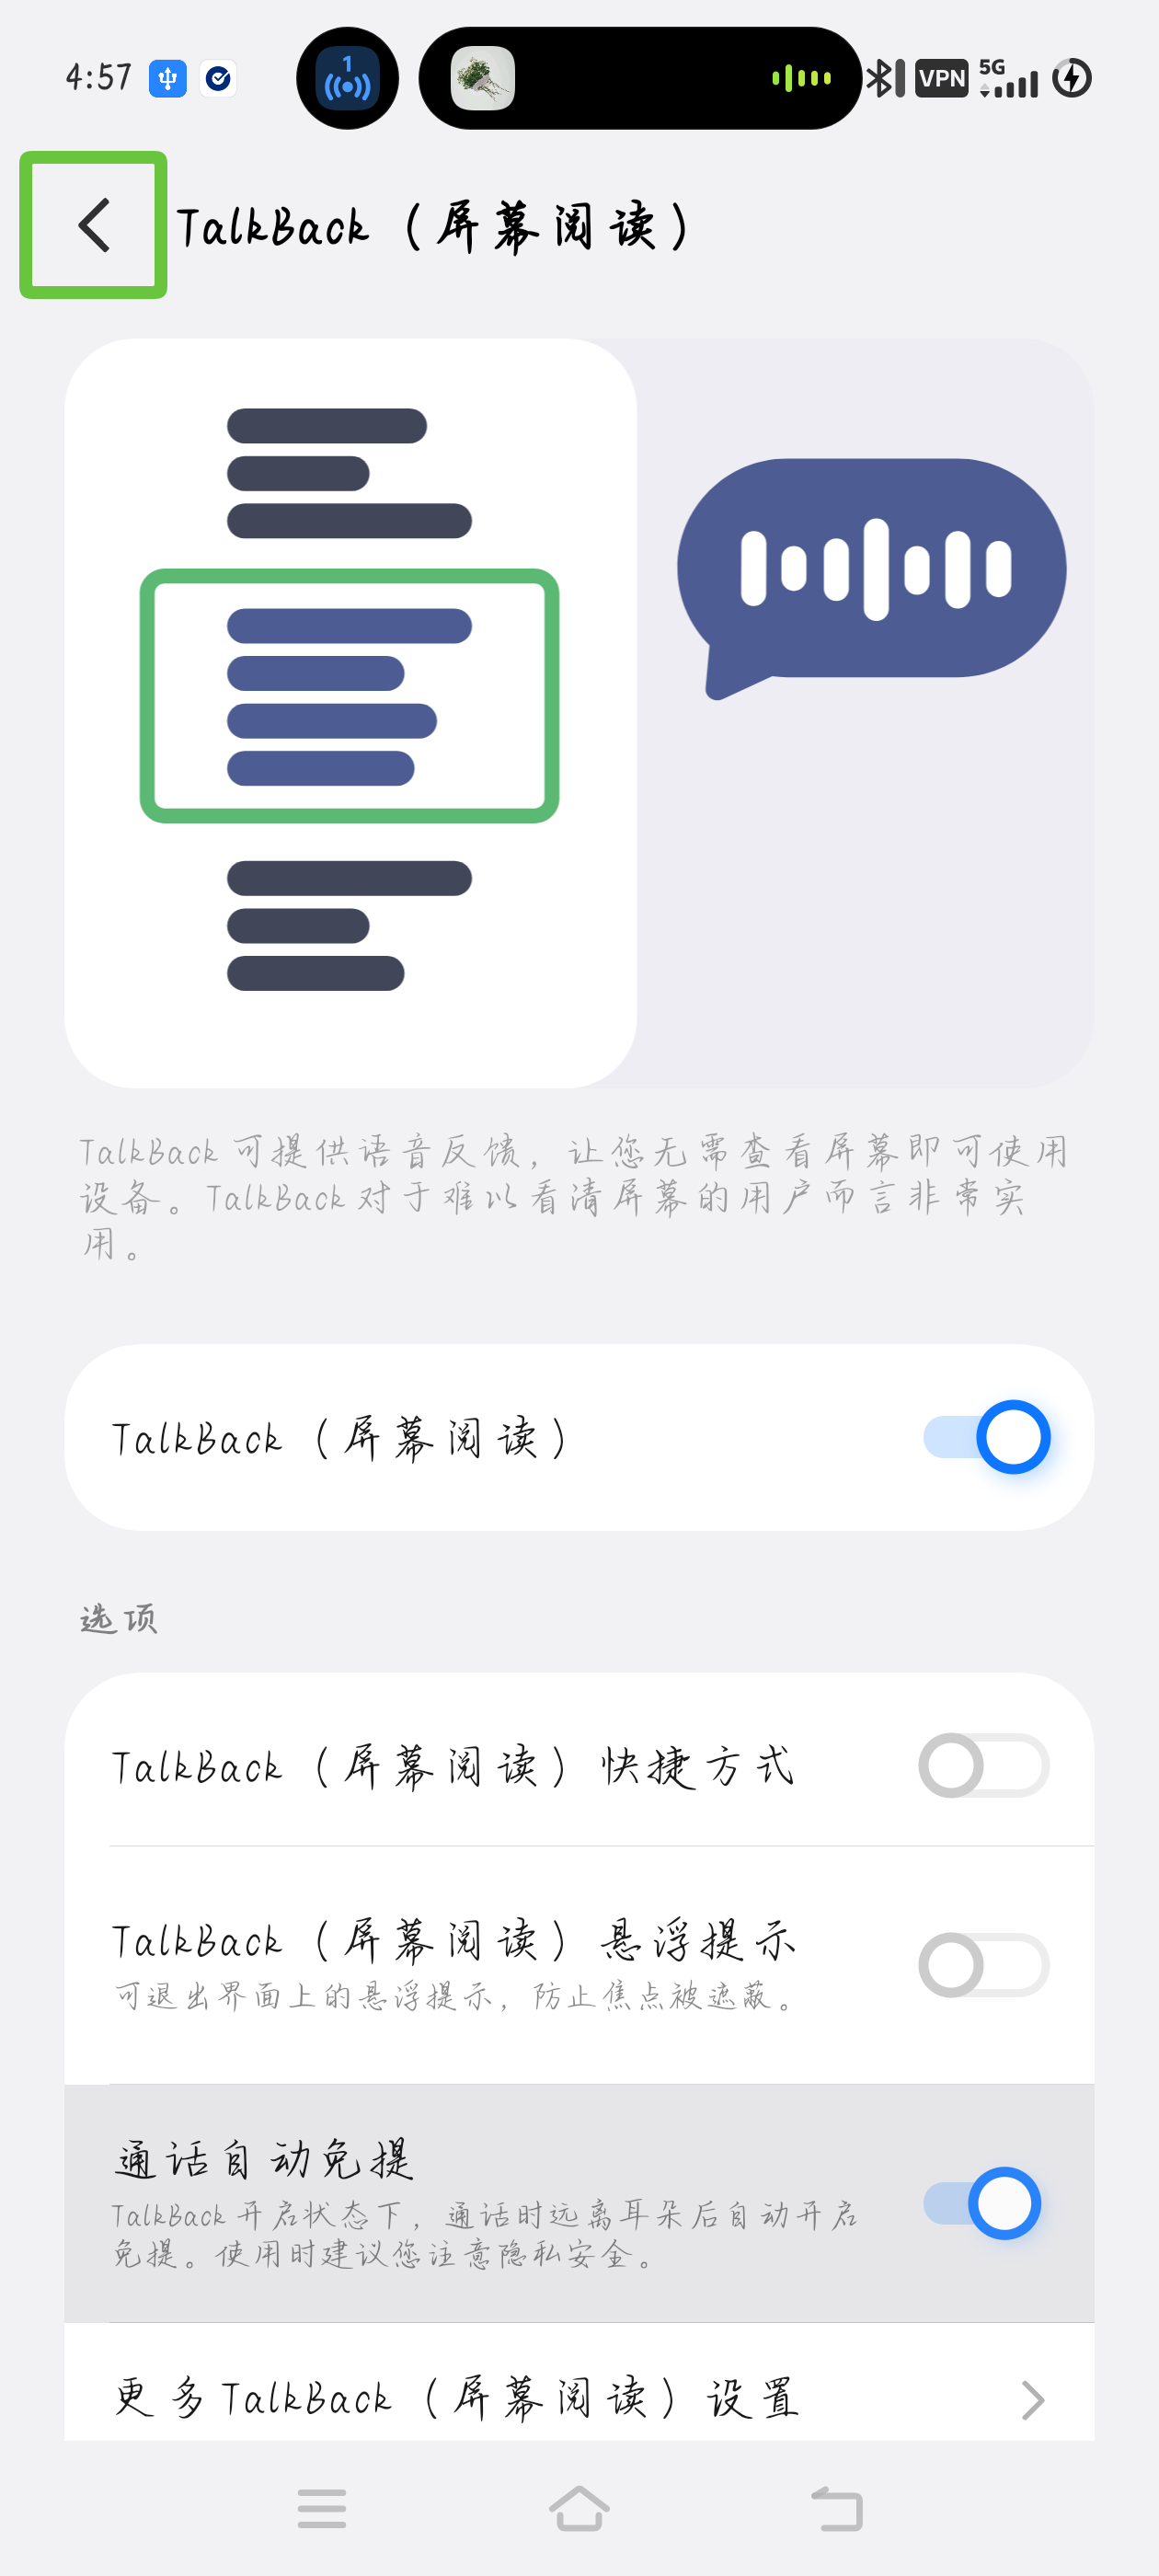 4:57
1
VPN
5G
TalkBack（屏幕阅读）
TalkBack 可提供语音反馈，让您无需查看屏幕即可使用
设备。TalkBack 对于难以看清屏幕的用户而言非常实
用。
TalkBack（屏幕阅读）
选项
TalkBack（屏幕阅读）快捷方式
TalkBack（屏幕阅读）悬浮提示
可退出界面上的悬浮提示，防止焦点被遮蔽。
通话自动免提
TalkBack 开启状态下，通话时远离耳朵后自动开启
免提。使用时建议您注意隐私安全。
更多 TalkBack（屏幕阅读）设置